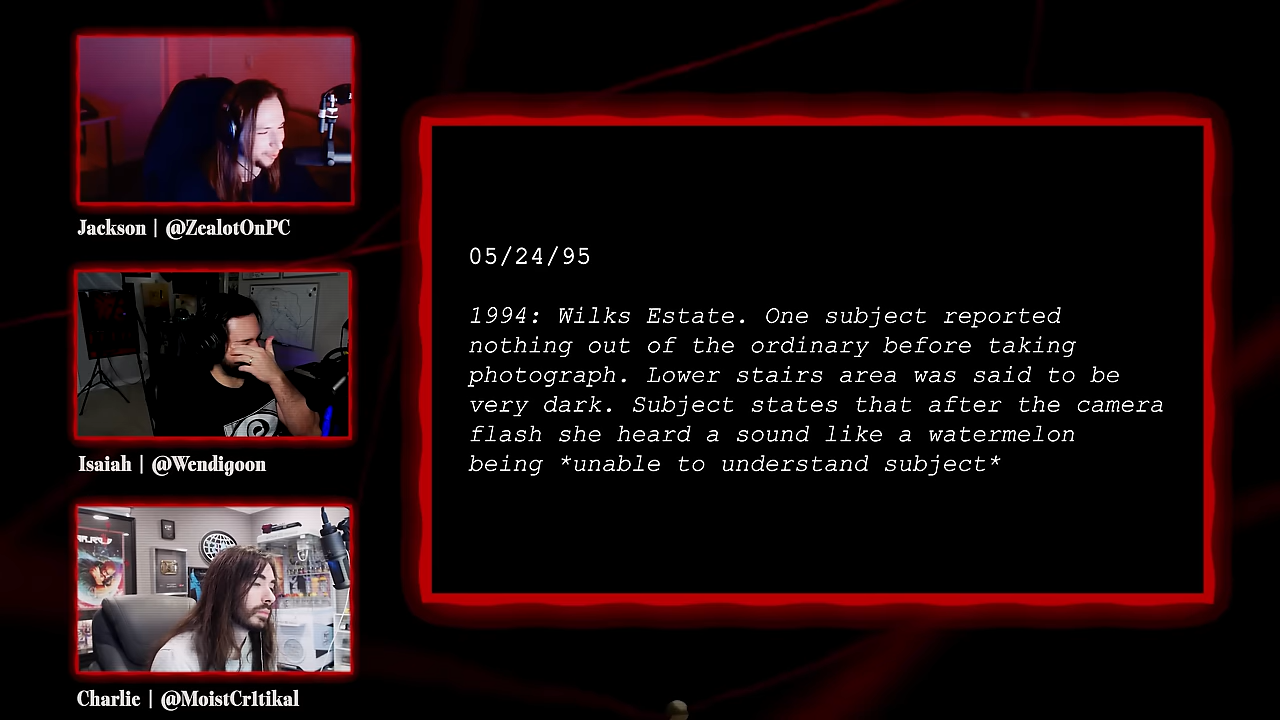 Jackson | @ZealotOnPC
Isaiah | @Wendigoon
Charlie | @MoistCr1tikal
05/24/95
1994: Wilks Estate. One subject reported
nothing out of the ordinary before taking
photograph. Lower stairs area was said to be
very dark. Subject states that after the camera
flash she heard a sound like a watermelon
being *unable to understand subject*